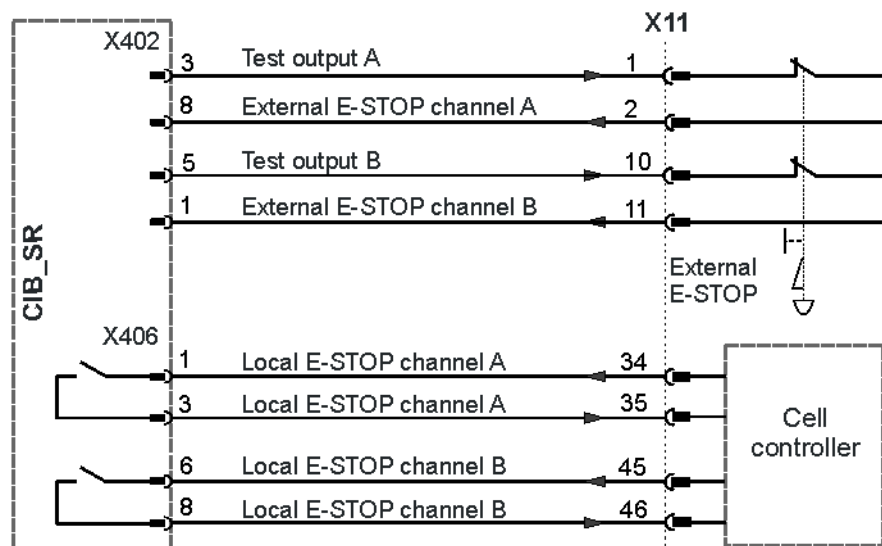 X402
X11
3 Test output A 1
8 External E-STOP channel A 2
5 Test output B 10
1 External E-STOP channel B 11
CIB_SR
External
E-STOP
X406
1 Local E-STOP channel A 34
3 Local E-STOP channel A 35
6 Local E-STOP channel B 45
8 Local E-STOP channel B 46
Cell
controller